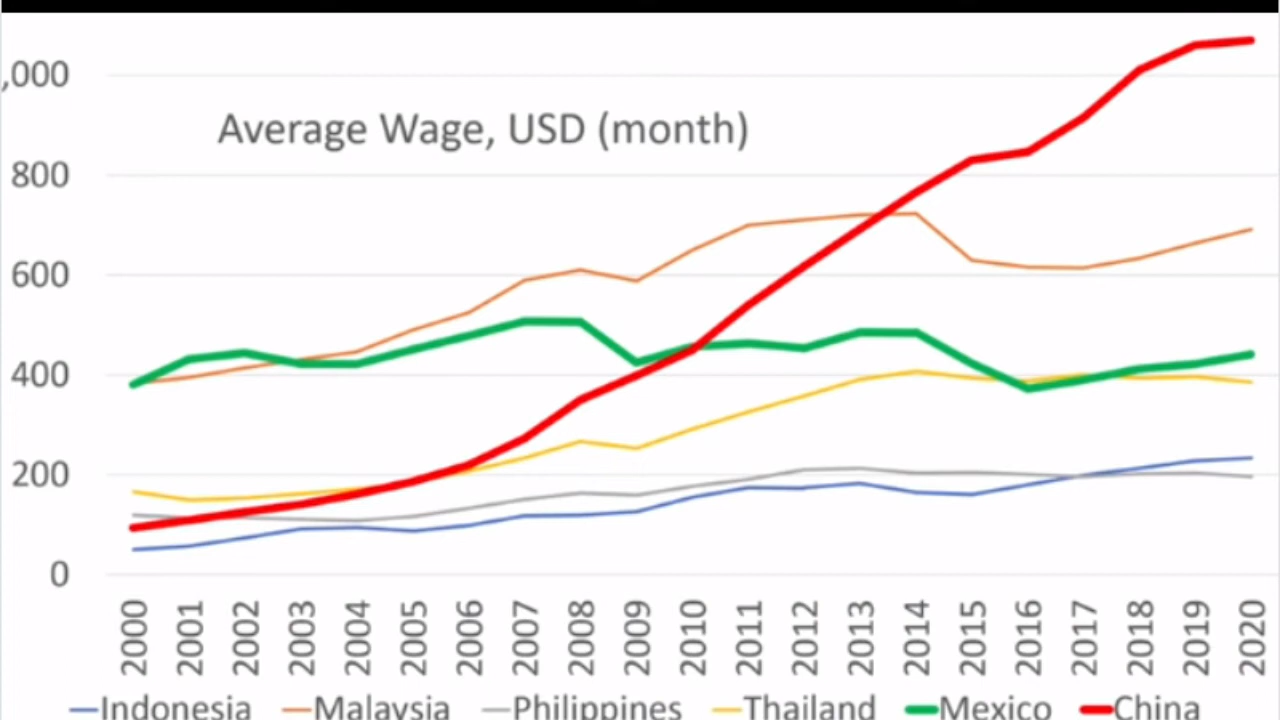 ,000
Average Wage, USD (month)
800
600
400
200
0
2000 2001 2002 2003 2004 2005 2006 2007 2008 2009 2010 2011 2012 2013 2014 2015 2016 2017 2018 2019 2020
Indonesia Malaysia Philippines Thailand Mexico China